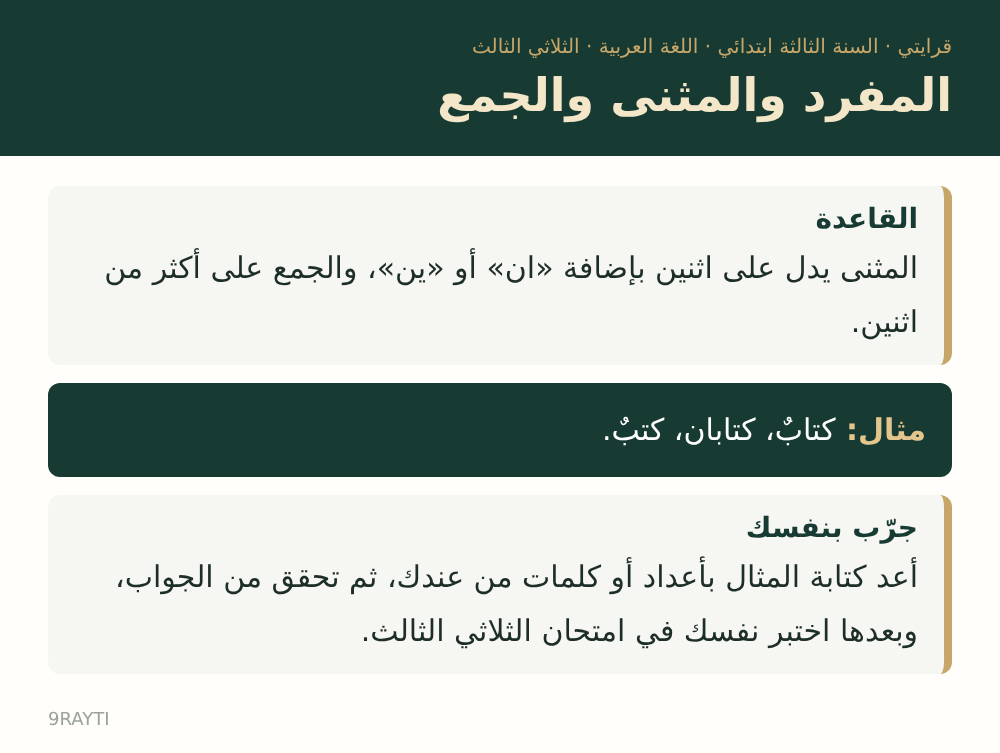 قرايتي · السنة الثالثة ابتدائي · اللغة العربية · الثلاثي الثالث
المفرد والمثنى والجمع
القاعدة
المثنى يدل على اثنين بإضافة «ان» أو «ين»، والجمع على أكثر من
اثنين.
مثال: كتابٌ، كتابان، كتبٌ.
جرّب بنفسك
أعد كتابة المثال بأعداد أو كلمات من عندك، ثم تحقق من الجواب،
وبعدها اختبر نفسك في امتحان الثلاثي الثالث.
9RAYTI